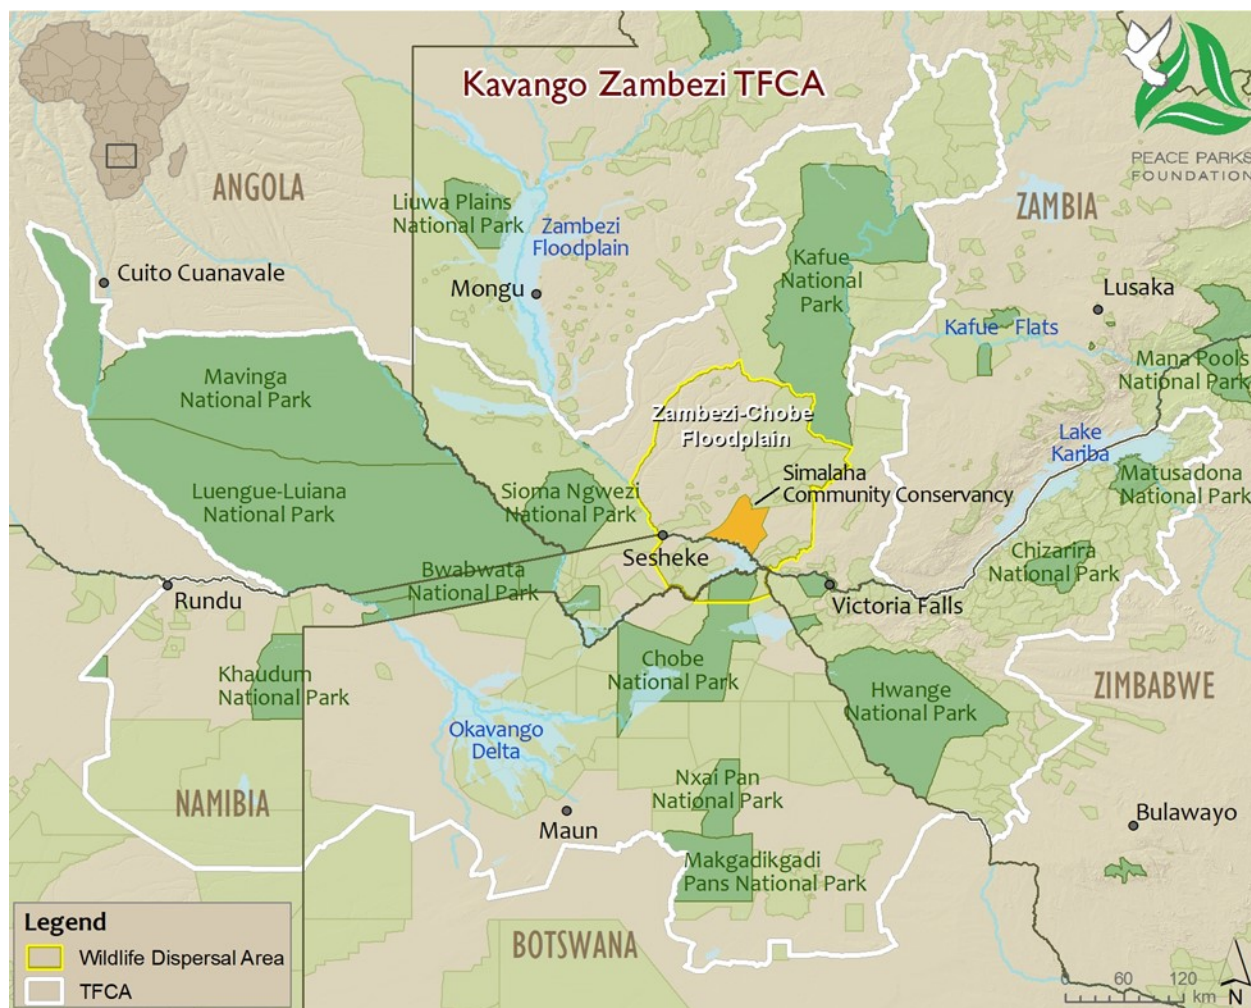 Kavango Zambezi TFCA
PEACE PARKS
FOUNDATION
ANGOLA
Liuwa Plains
National Park
Zambezi
Floodplain
ZAMBIA
Cuito Cuanavale
Mongu
Kafue
National
Park
Lusaka
Kafue Flats
Mana Pools
National Park
Mavinga
National Park
Zambezi-Chobe
Floodplain
Lake
Kariba
Simalaha
Community Conservancy
Matusadona
National Park
Luengue-Luiana
National Park
Sioma Ngwezi
National Park
Sesheke
Chizarira
National Park
Bwabwata
National Park
Rundu
Victoria Falls
Khaudum
National Park
Chobe
National Park
Hwange
National Park
ZIMBABWE
Okavango
Delta
NAMIBIA
Nxai Pan
National Park
Maun
Bulawayo
Makgadikgadi
Pans National Park
BOTSWANA
Legend
Wildlife Dispersal Area
TFCA
0 60 120
km
N